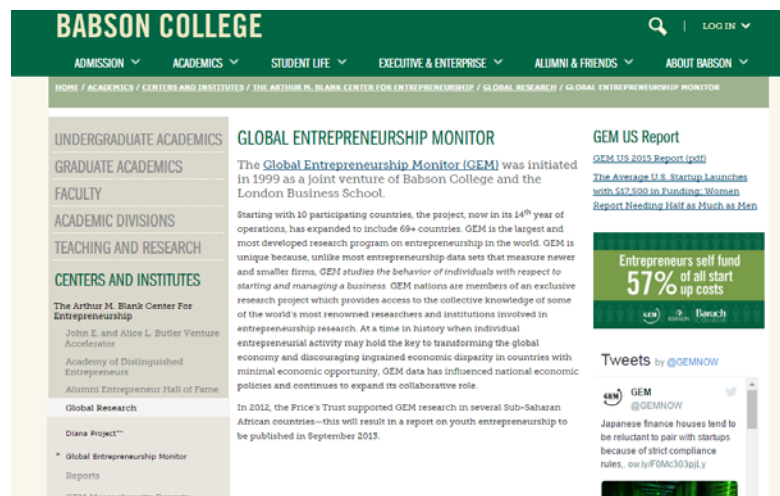 BABSON COLLEGE
LOG IN
ADMISSION
ACADEMICS
STUDENT LIFE
EXECUTIVE & ENTERPRISE
ALUMNI & FRIENDS
ABOUT BABSON
HOME / ACADEMICS / CENTERS AND INSTITUTES / THE ARTHUR M. BLANK CENTER FOR ENTREPRENEURSHIP / GLOBAL RESEARCH / GLOBAL ENTREPRENEURSHIP MONITOR
UNDERGRADUATE ACADEMICS
GRADUATE ACADEMICS
FACULTY
ACADEMIC DIVISIONS
TEACHING AND RESEARCH
CENTERS AND INSTITUTES
The Arthur M. Blank Center For
Entrepreneurship
John E. and Alice L. Butler Venture
Accelerator
Academy of Distinguished
Entrepreneurs
Alumni Entrepreneur Hall of Fame
Global Research
Diana Project™
Global Entrepreneurship Monitor
Reports
GEM Massachusetts Reports
GLOBAL ENTREPRENEURSHIP MONITOR
The Global Entrepreneurship Monitor (GEM) was initiated
in 1999 as a joint venture of Babson College and the
London Business School.
Starting with 10 participating countries, the project, now in its 14th year of
operations, has expanded to include 69+ countries. GEM is the largest and
most developed research program on entrepreneurship in the world. GEM is
unique because, unlike most entrepreneurship data sets that measure newer
and smaller firms, GEM studies the behavior of individuals with respect to
starting and managing a business. GEM nations are members of an exclusive
research project which provides access to the collective knowledge of some
of the world's most renowned researchers and institutions involved in
entrepreneurship research. At a time in history when individual
entrepreneurial activity may hold the key to transforming the global
economy and discouraging ingrained economic disparity in countries with
minimal economic opportunity, GEM data has influenced national economic
policies and continues to expand its collaborative role.
In 2012, the Price's Trust supported GEM research in several Sub-Saharan
African countries—this will result in a report on youth entrepreneurship to
be published in September 2013.
GEM US Report
GEM US 2015 Report (pdf)
The Average U.S. Startup Launches
with $17,500 in Funding; Women
Report Needing Half as Much as Men
Entrepreneurs self fund
57% of all start
up costs
GEM
BABSON
Baruch
COLLEGE
Tweets by @GEMNOW
GEM
GEM
@GEMNOW
Japanese finance houses tend to
be reluctant to pair with startups
because of strict compliance
rules,. ow.ly/F0Mc303pjLy